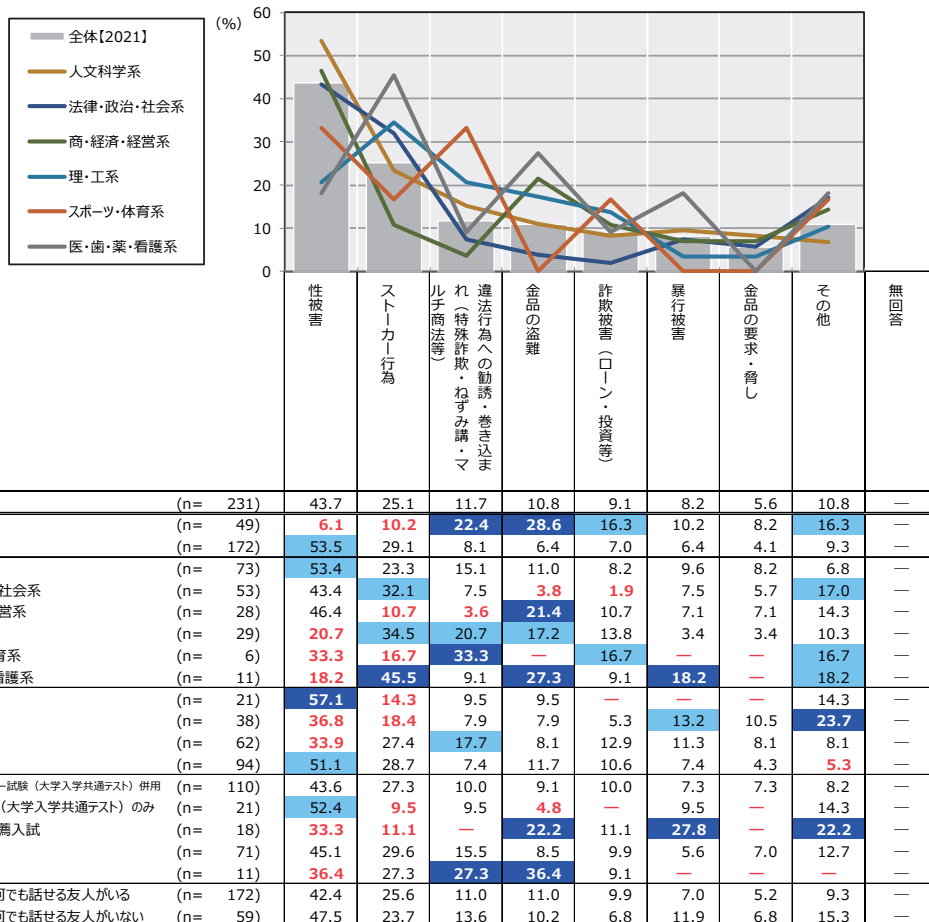 (%)
60
50
40
30
20
10
0
全体【2021】
人文科学系
法律・政治・社会系
商・経済・経営系
理・工系
スポーツ・体育系
医・歯・薬・看護系
性被害
ストーカー行為
違法行為への勧誘・巻き込ま
れ（特殊詐欺・ねずみ講・マ
ルチ商法等）
金品の盗難
詐欺被害（ローン・投資等）
暴行被害
金品の要求・脅し
その他
無回答
(n= 231) 43.7 25.1 11.7 10.8 9.1 8.2 5.6 10.8 —
(n= 49) 6.1 10.2 22.4 28.6 16.3 10.2 8.2 16.3 —
(n= 172) 53.5 29.1 8.1 6.4 7.0 6.4 4.1 9.3 —
(n= 73) 53.4 23.3 15.1 11.0 8.2 9.6 8.2 6.8 —
社会系 (n= 53) 43.4 32.1 7.5 3.8 1.9 7.5 5.7 17.0 —
営系 (n= 28) 46.4 10.7 3.6 21.4 10.7 7.1 7.1 14.3 —
(n= 29) 20.7 34.5 20.7 17.2 13.8 3.4 3.4 10.3 —
育系 (n= 6) 33.3 16.7 33.3 — 16.7 — — 16.7 —
看護系 (n= 11) 18.2 45.5 9.1 27.3 9.1 18.2 — 18.2 —
(n= 21) 57.1 14.3 9.5 9.5 — — — 14.3 —
(n= 38) 36.8 18.4 7.9 7.9 5.3 13.2 10.5 23.7 —
(n= 62) 33.9 27.4 17.7 8.1 12.9 11.3 8.1 8.1 —
(n= 94) 51.1 28.7 7.4 11.7 10.6 7.4 4.3 5.3 —
ー試験（大学入学共通テスト）併用 (n= 110) 43.6 27.3 10.0 9.1 10.0 7.3 7.3 8.2 —
（大学入学共通テスト）のみ (n= 21) 52.4 9.5 9.5 4.8 — 9.5 — 14.3 —
薦入試 (n= 18) 33.3 11.1 — 22.2 11.1 27.8 — 22.2 —
(n= 71) 45.1 29.6 15.5 8.5 9.9 5.6 7.0 12.7 —
(n= 11) 36.4 27.3 27.3 36.4 9.1 — — — —
何でも話せる友人がいる (n= 172) 42.4 25.6 11.0 11.0 9.9 7.0 5.2 9.3 —
何でも話せる友人がいない (n= 59) 47.5 23.7 13.6 10.2 6.8 11.9 6.8 15.3 —